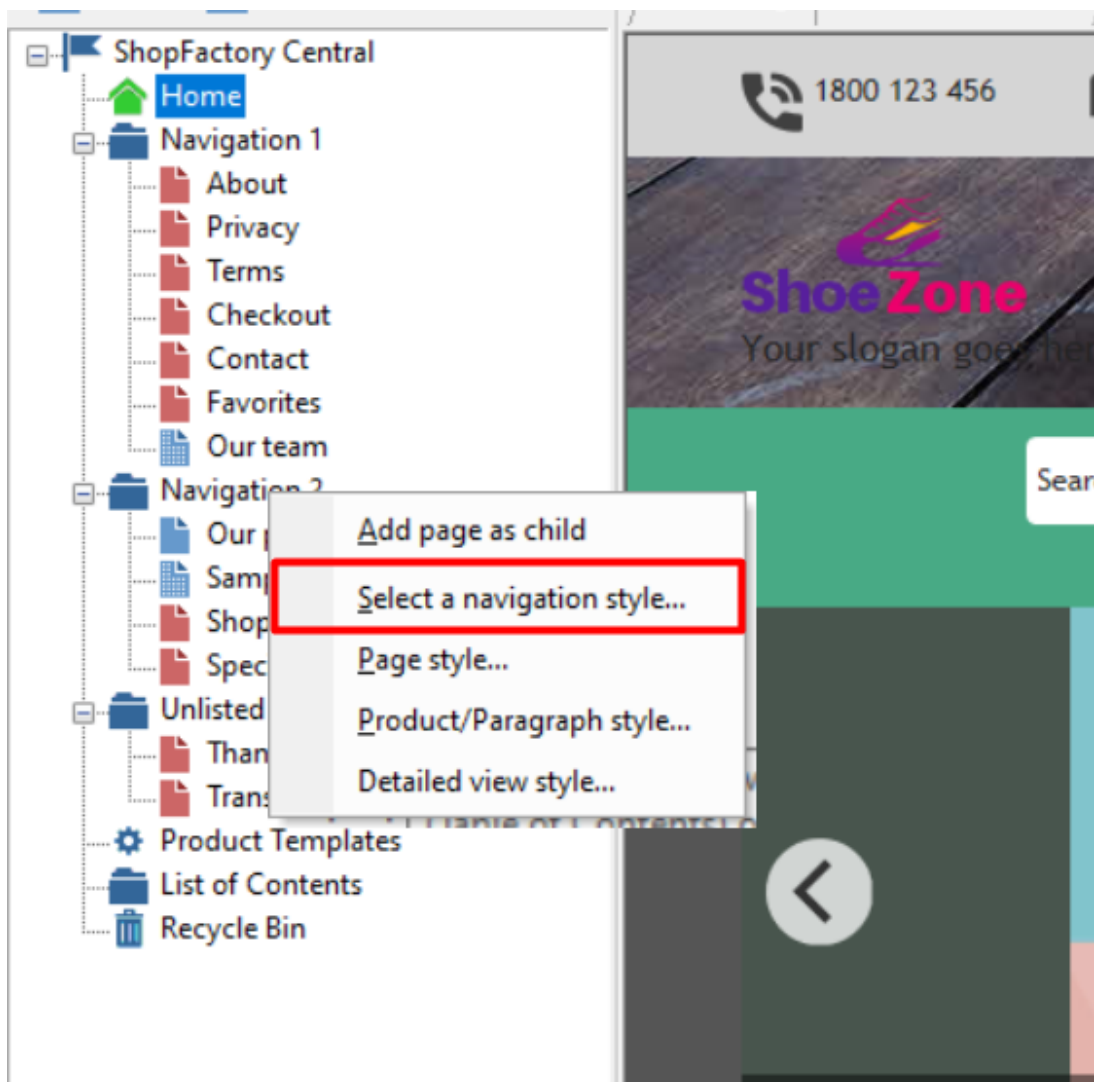 ShopFactory Central
Home
Navigation 1
About
Privacy
Terms
Checkout
Contact
Favorites
Our team
Navigation 2
Our
Add page as child
Select a navigation style...
Page style...
Product/Paragraph style...
Detailed view style...
Unlisted
Product Templates
List of Contents
Recycle Bin
1800 123 456
ShoeZone
Your slogan goes